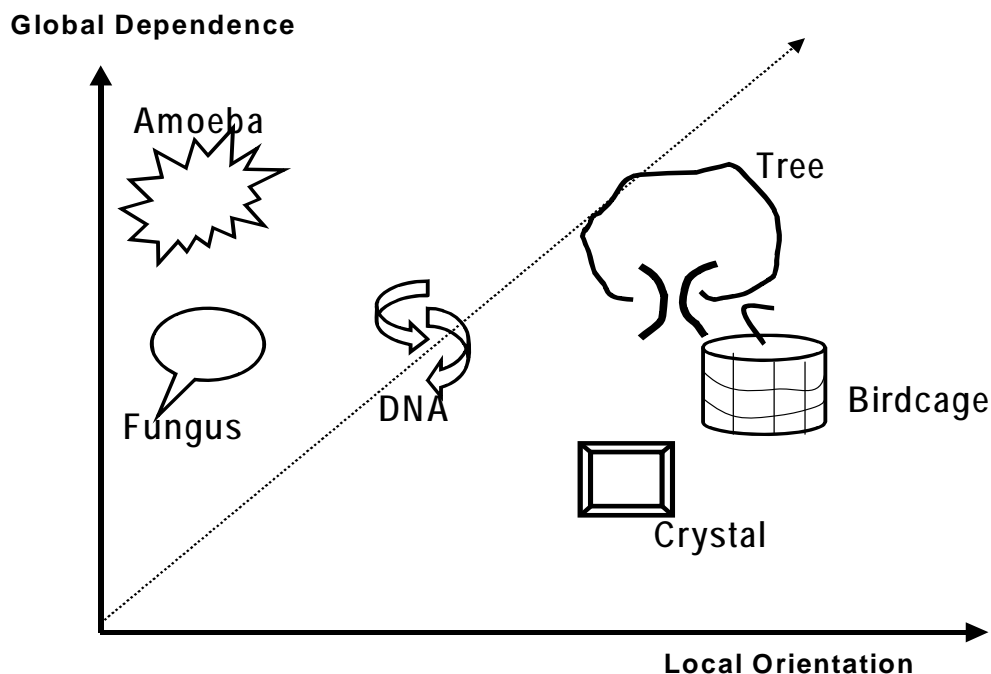 Global Dependence
Amoeba
Tree
Fungus
DNA
Birdcage
Crystal
Local Orientation